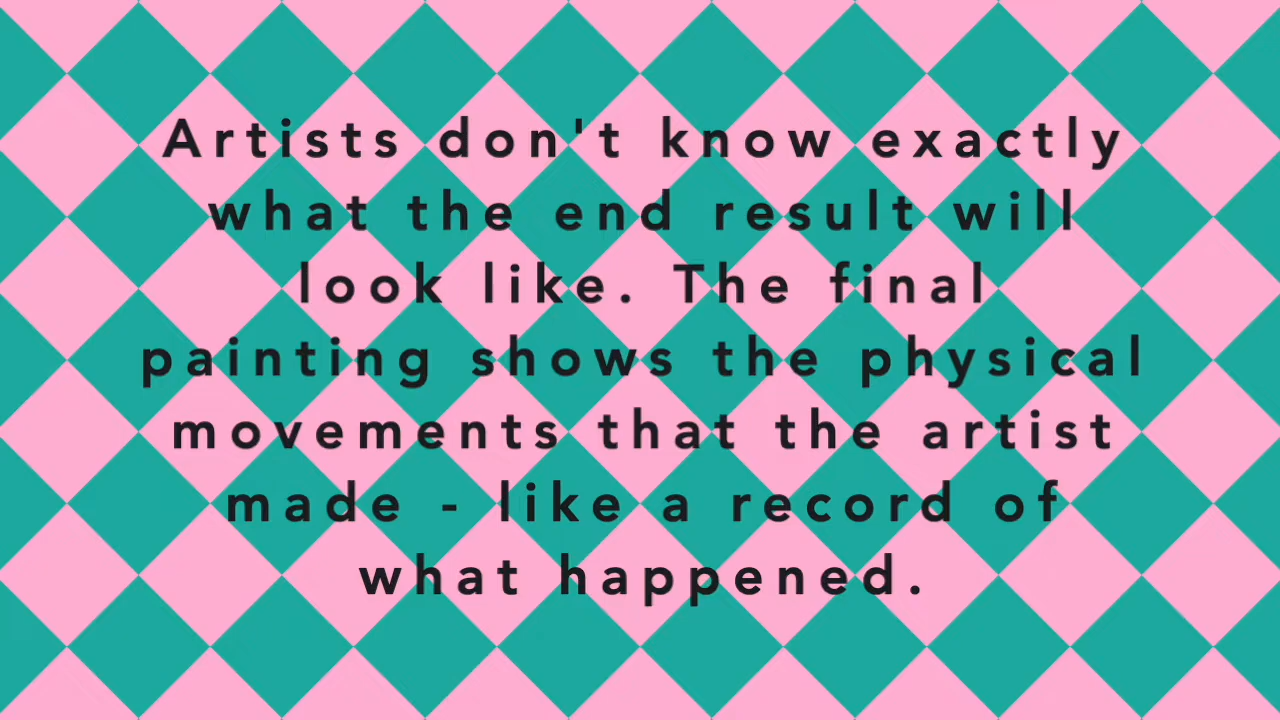 Artists don't know exactly
what the end result will
look like. The final
painting shows the physical
movements that the artist
made - like a record of
what happened.